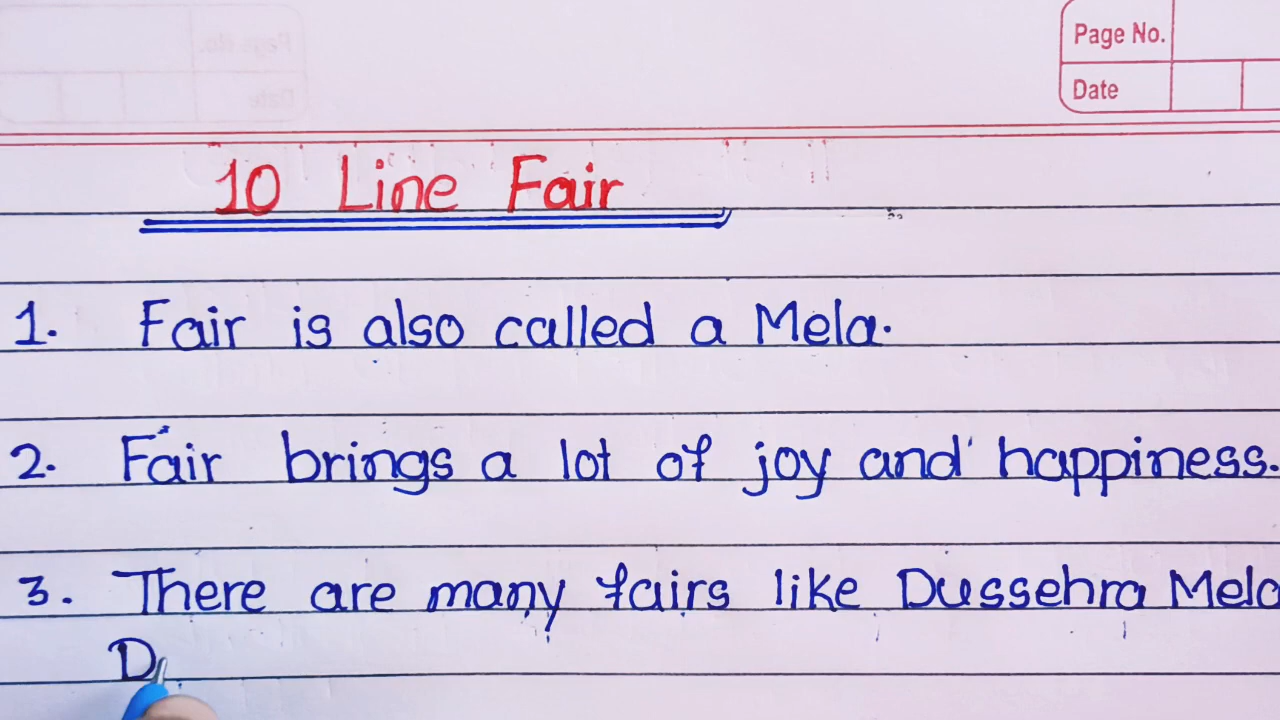 Page No.
Date
10 Line Fair
1. Fair is also called a Mela.
2. Fair brings a lot of joy and happiness.
3. There are many fairs like Dussehra Mela
D